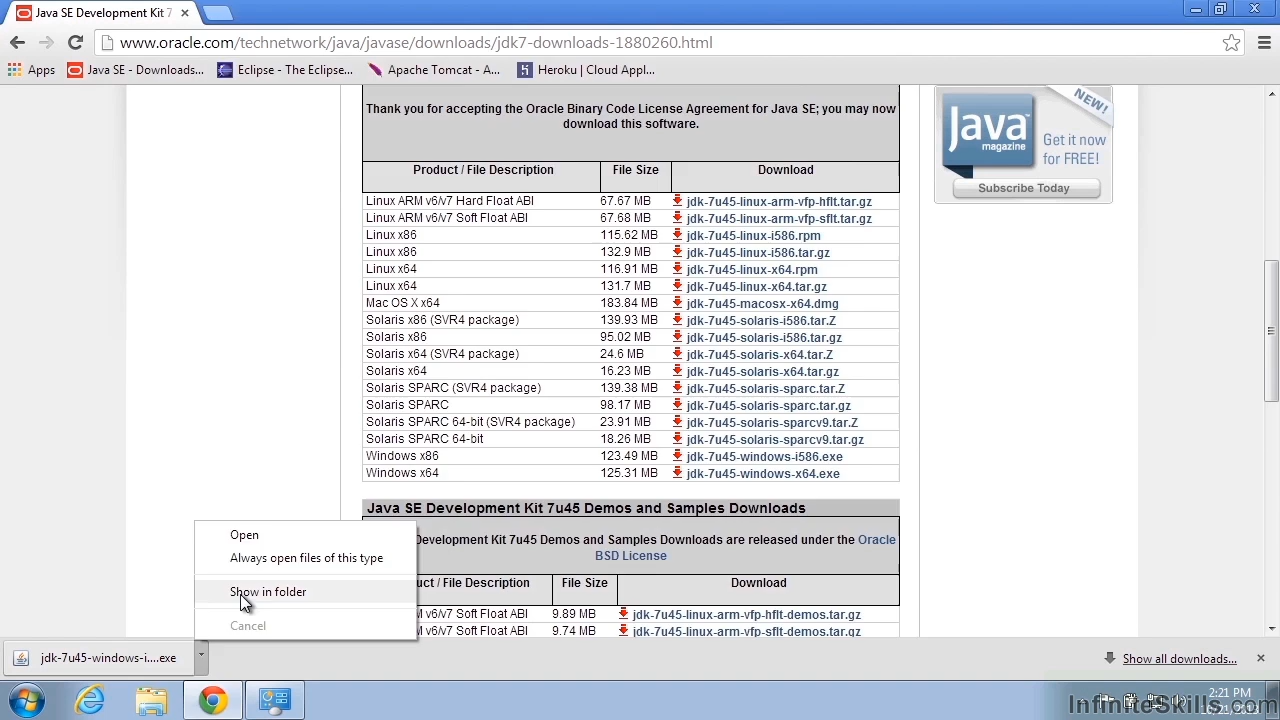 Java SE Development Kit 7
www.oracle.com/technetwork/java/javase/downloads/jdk7-downloads-1880260.html
Apps
Java SE - Downloads...
Eclipse - The Eclipse...
Apache Tomcat - A...
Heroku | Cloud Appl...
Thank you for accepting the Oracle Binary Code License Agreement for Java SE; you may now
download this software.
Product / File Description File Size Download
Linux ARM v6/v7 Hard Float ABI 67.67 MB jdk-7u45-linux-arm-vfp-hflt.tar.gz
Linux ARM v6/v7 Soft Float ABI 67.68 MB jdk-7u45-linux-arm-vfp-sflt.tar.gz
Linux x86 115.62 MB jdk-7u45-linux-i586.rpm
Linux x86 132.9 MB jdk-7u45-linux-i586.tar.gz
Linux x64 116.91 MB jdk-7u45-linux-x64.rpm
Linux x64 131.7 MB jdk-7u45-linux-x64.tar.gz
Mac OS X x64 183.84 MB jdk-7u45-macosx-x64.dmg
Solaris x86 (SVR4 package) 139.93 MB jdk-7u45-solaris-i586.tar.Z
Solaris x86 95.02 MB jdk-7u45-solaris-i586.tar.gz
Solaris x64 (SVR4 package) 24.6 MB jdk-7u45-solaris-x64.tar.Z
Solaris x64 16.23 MB jdk-7u45-solaris-x64.tar.gz
Solaris SPARC (SVR4 package) 139.38 MB jdk-7u45-solaris-sparc.tar.Z
Solaris SPARC 98.17 MB jdk-7u45-solaris-sparc.tar.gz
Solaris SPARC 64-bit (SVR4 package) 23.91 MB jdk-7u45-solaris-sparcv9.tar.Z
Solaris SPARC 64-bit 18.26 MB jdk-7u45-solaris-sparcv9.tar.gz
Windows x86 123.49 MB jdk-7u45-windows-i586.exe
Windows x64 125.31 MB jdk-7u45-windows-x64.exe
NEW!
Java
magazine
Get it now
for FREE!
Subscribe Today
Java SE Development Kit 7u45 Demos and Samples Downloads
Development Kit 7u45 Demos and Samples Downloads are released under the Oracle
BSD License
uct / File Description File Size Download
M v6/v7 Soft Float ABI 9.89 MB jdk-7u45-linux-arm-vfp-hflt-demos.tar.gz
M v6/v7 Soft Float ABI 9.74 MB jdk-7u45-linux-arm-vfp-sflt-demos.tar.gz
Open
Always open files of this type
Show in folder
Cancel
jdk-7u45-windows-i....exe
Show all downloads...
2:21 PM
InfiniteSkills.com